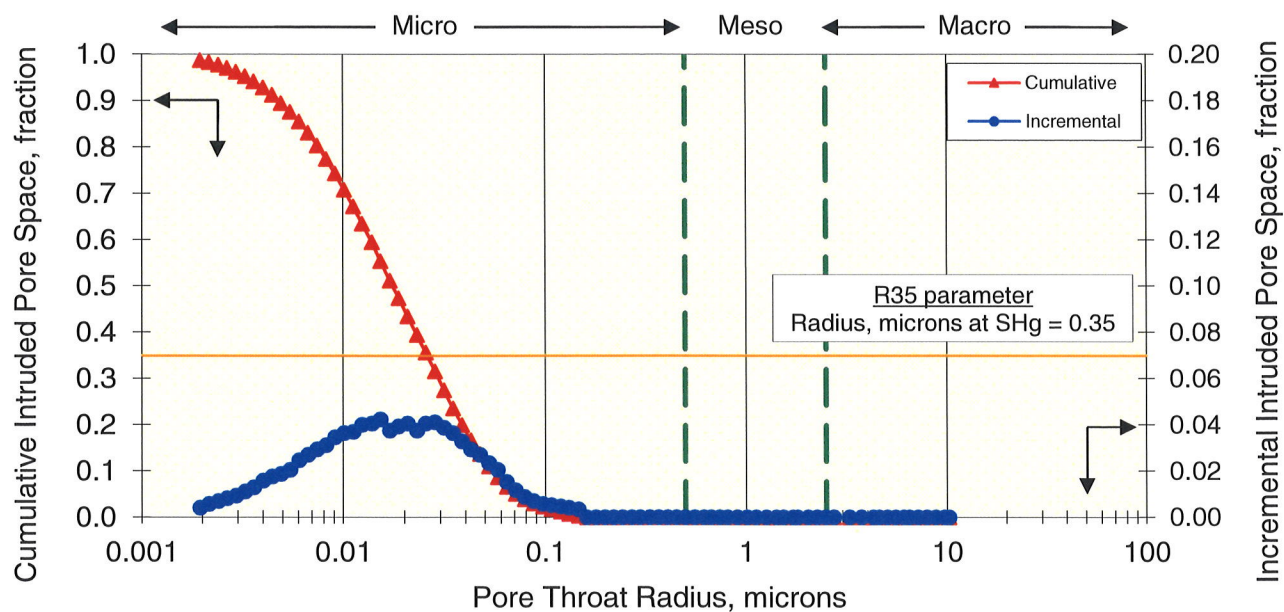 Micro Meso Macro
Cumulative Intruded Pore Space, fraction
1.0
0.9
0.8
0.7
0.6
0.5
0.4
0.3
0.2
0.1
0.0
Cumulative
Incremental
R35 parameter
Radius, microns at SHg = 0.35
0.20
0.18
0.16
0.14
0.12
0.10
0.08
0.06
0.04
0.02
0.00
Incremental Intruded Pore Space, fraction
0.001 0.01 0.1 1 10 100
Pore Throat Radius, microns